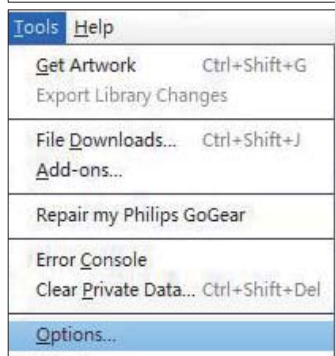 Tools Help
Get Artwork Ctrl+Shift+G
Export Library Changes
File Downloads... Ctrl+Shift+J
Add-ons...
Repair my Philips GoGear
Error Console
Clear Private Data... Ctrl+Shift+Del
Options...